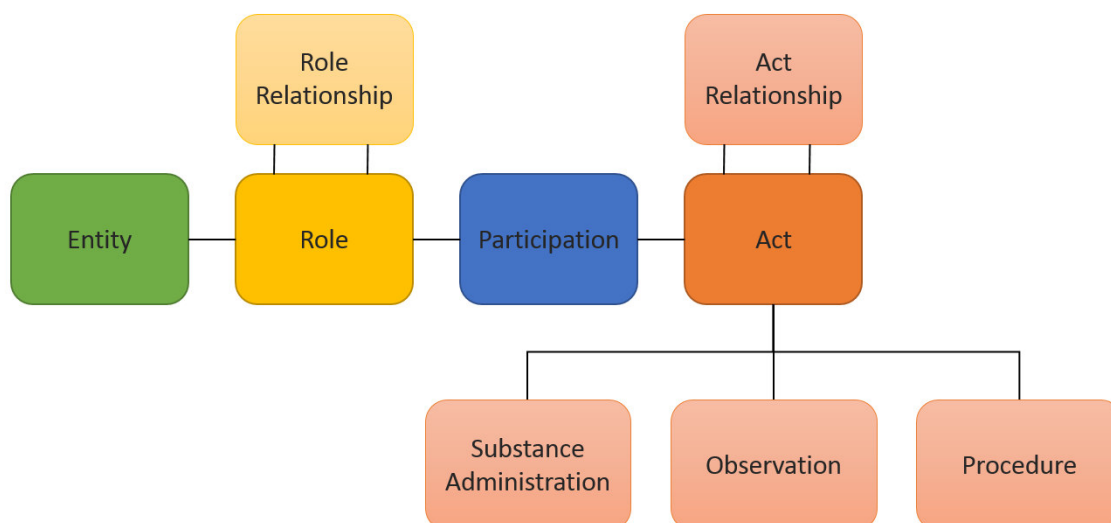 Role
Relationship
Act
Relationship
Entity
Role
Participation
Act
Substance
Administration
Observation
Procedure